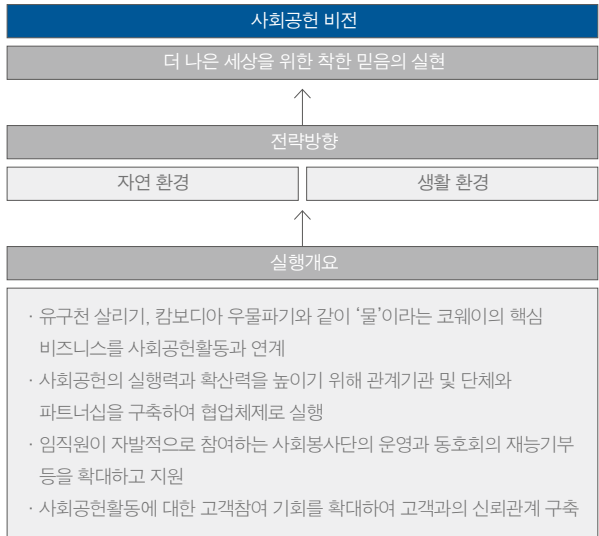 사회공헌 비전
더 나은 세상을 위한 착한 믿음의 실현
전략방향
자연 환경
생활 환경
실행개요
· 유구천 살리기, 캄보디아 우물파기와 같이 ‘물’이라는 코웨이의 핵심
비즈니스를 사회공헌활동과 연계
· 사회공헌의 실행력과 확산력을 높이기 위해 관계기관 및 단체와
파트너십을 구축하여 협업체제로 실행
· 임직원이 자발적으로 참여하는 사회봉사단의 운영과 동호회의 재능기부
등을 확대하고 지원
· 사회공헌활동에 대한 고객참여 기회를 확대하여 고객과의 신뢰관계 구축